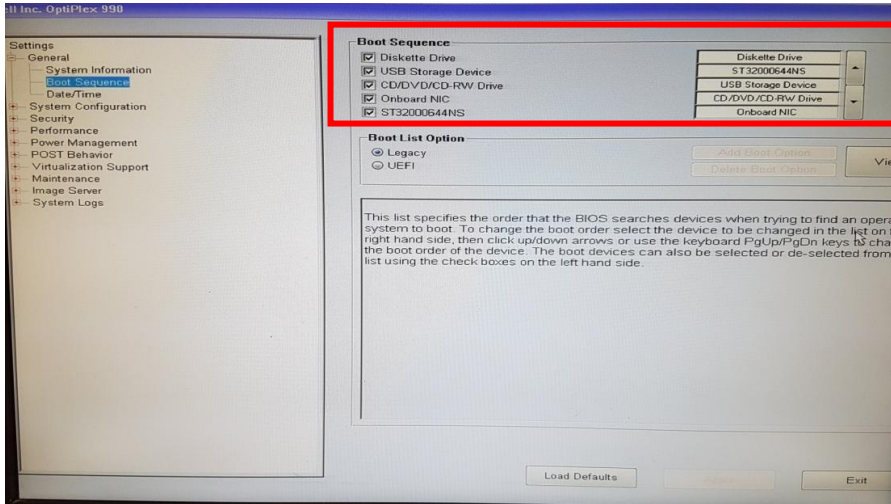 ll Inc. OptiPlex 990
Settings
General
System Information
Boot Sequence
Date/Time
System Configuration
Security
Performance
Power Management
POST Behavior
Virtualization Support
Maintenance
Image Server
System Logs
Boot Sequence
Diskette Drive
USB Storage Device
CD/DVD/CD-RW Drive
Onboard NIC
ST32000644NS
Diskette Drive
ST32000644NS
USB Storage Device
CD/DVD/CD-RW Drive
Onboard NIC
Boot List Option
Legacy
UEFI
Add Boot Option
Delete Boot Option
Vie
This list specifies the order that the BIOS searches devices when trying to find an opera
system to boot. To change the boot order select the device to be changed in the list on
right hand side, then click up/down arrows or use the keyboard PgUp/PgDn keys to cha
the boot order of the device. The boot devices can also be selected or de-selected from
list using the check boxes on the left hand side.
Load Defaults
Apply
Exit